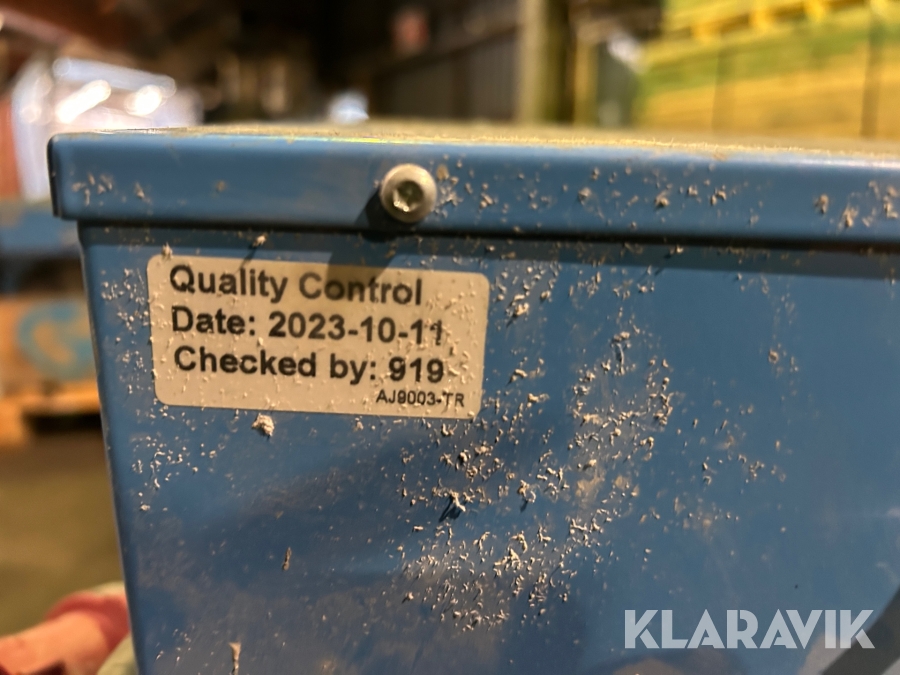 Quality Control
Date: 2023-10-11
Checked by: 919
AJ9003-TR
KLARAVIK